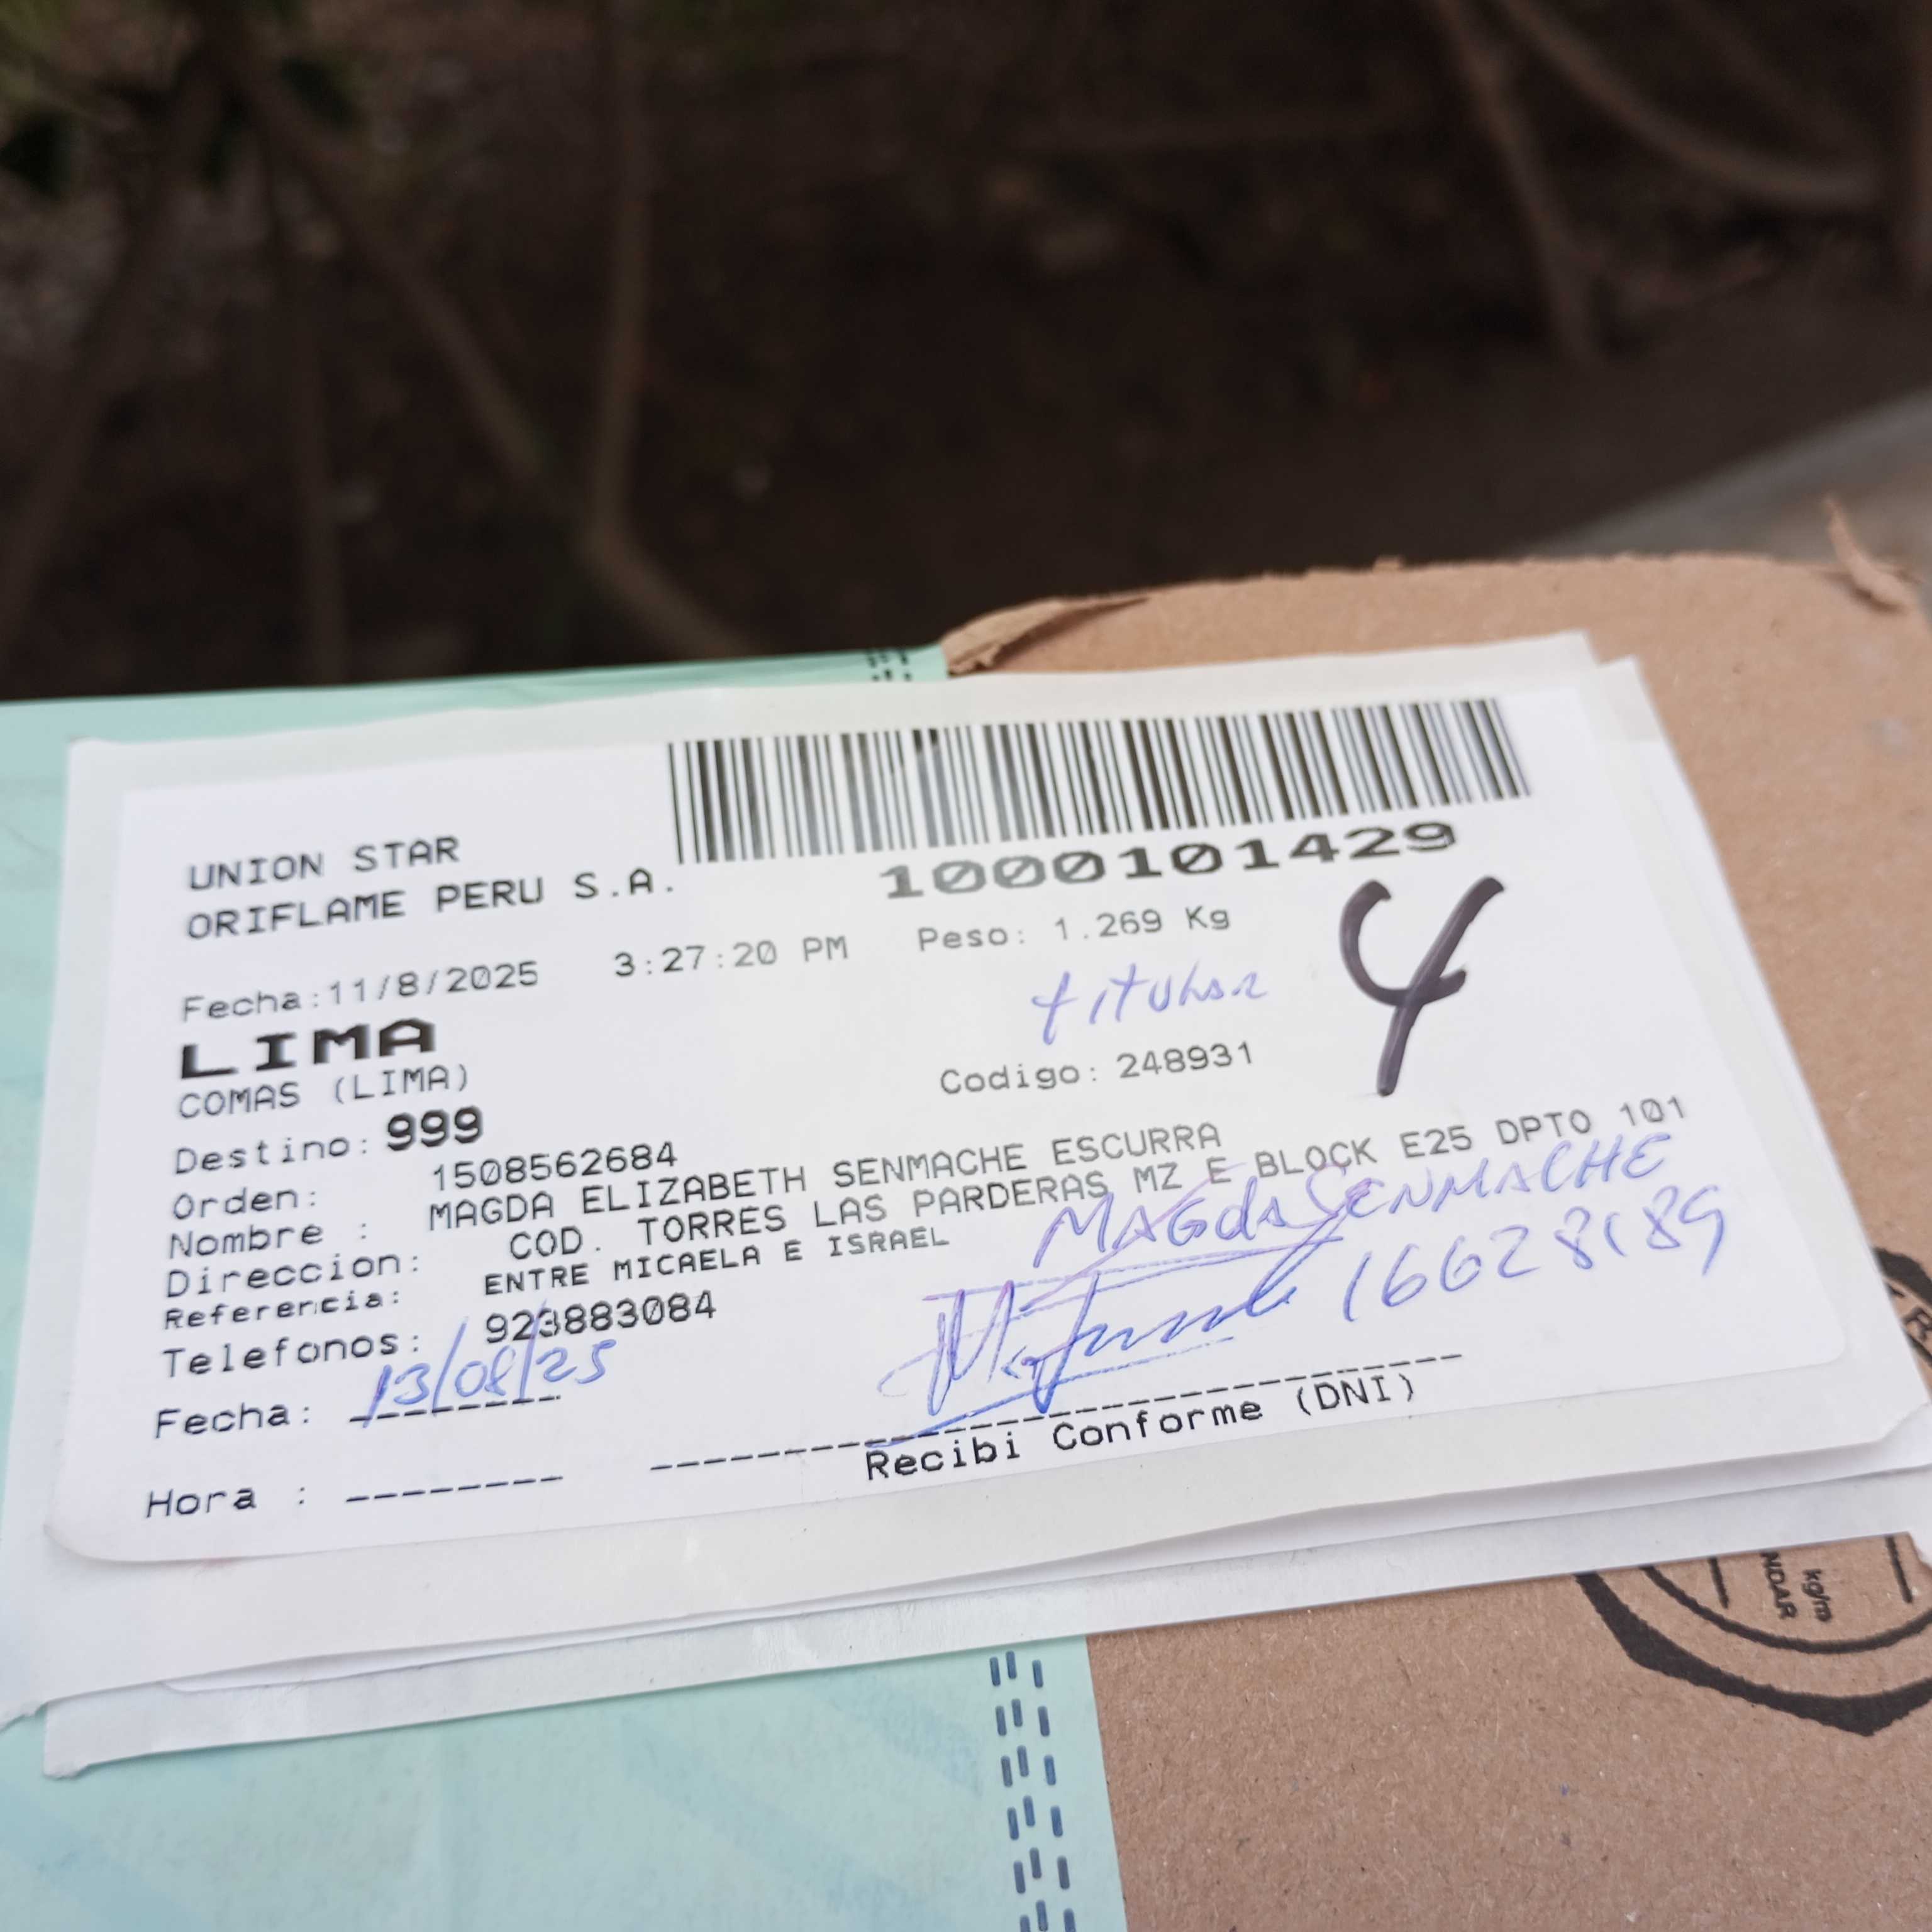 UNION STAR
ORIFLAME PERU S.A.
1000101429
Fecha:11/8/2025 3:27:20 PM Peso: 1.269 Kg
titular
4
LIMA
COMAS (LIMA)
Codigo: 248931
Destino: 999
Orden: 1508562684
Nombre : MAGDA ELIZABETH SENMACHE ESCURRA
Direccion: COD. TORRES LAS PARDERAS MZ E BLOCK E25 DPTO 101
Referencia: ENTRE MICAELA E ISRAEL
MAGdA SENMACHE
Telefonos: 923883084
16628189
Fecha: 13/08/25
Hora :
Recibi Conforme (DNI)
kg/m